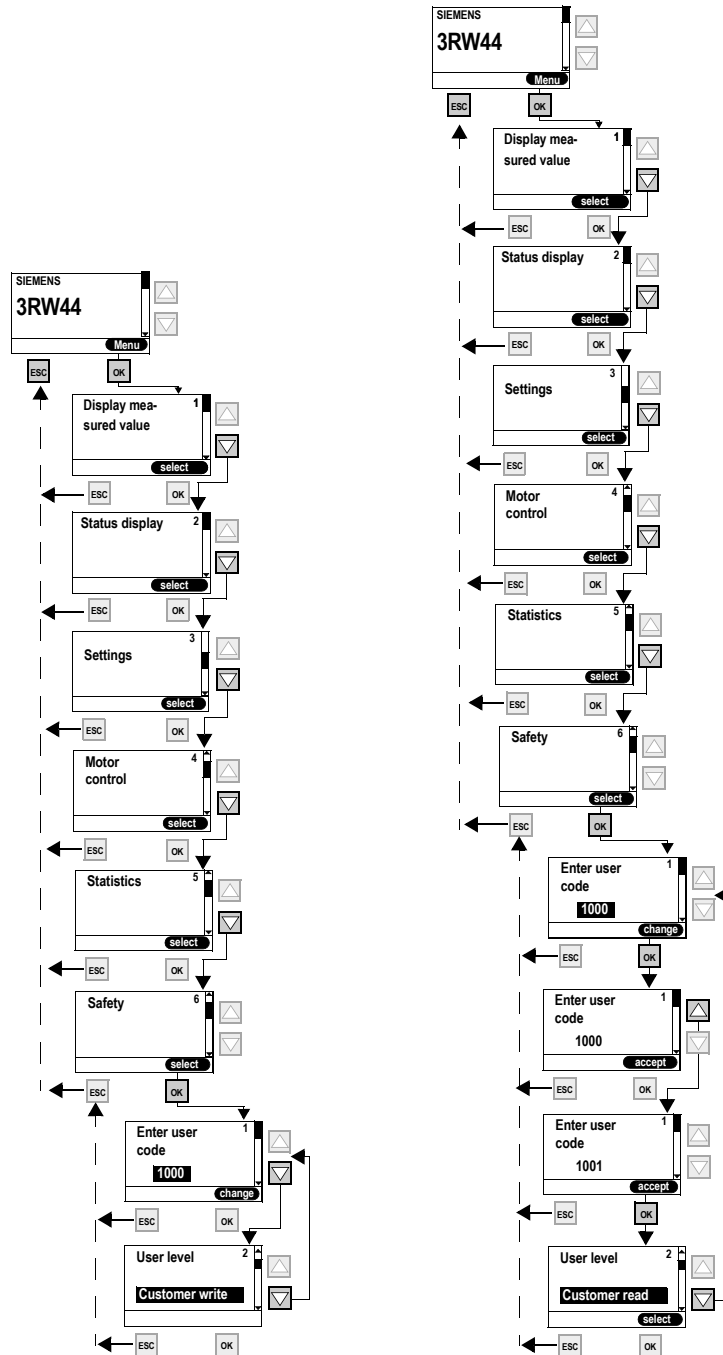 SIEMENS
3RW44
Menu
ESC
OK
Display mea-
sured value
1
select
ESC
OK
Status display
2
select
ESC
OK
Settings
3
select
ESC
OK
Motor
control
4
select
ESC
OK
Statistics
5
select
ESC
OK
Safety
6
select
ESC
OK
Enter user
code
1
1000
change
ESC
OK
User level
2
Customer write
ESC
OK
SIEMENS
3RW44
Menu
ESC
OK
Display mea-
sured value
1
select
ESC
OK
Status display
2
select
ESC
OK
Settings
3
select
ESC
OK
Motor
control
4
select
ESC
OK
Statistics
5
select
ESC
OK
Safety
6
select
ESC
OK
Enter user
code
1
1000
change
ESC
OK
Enter user
code
1
1000
accept
ESC
OK
Enter user
code
1
1001
accept
ESC
OK
User level
2
Customer read
select
ESC
OK